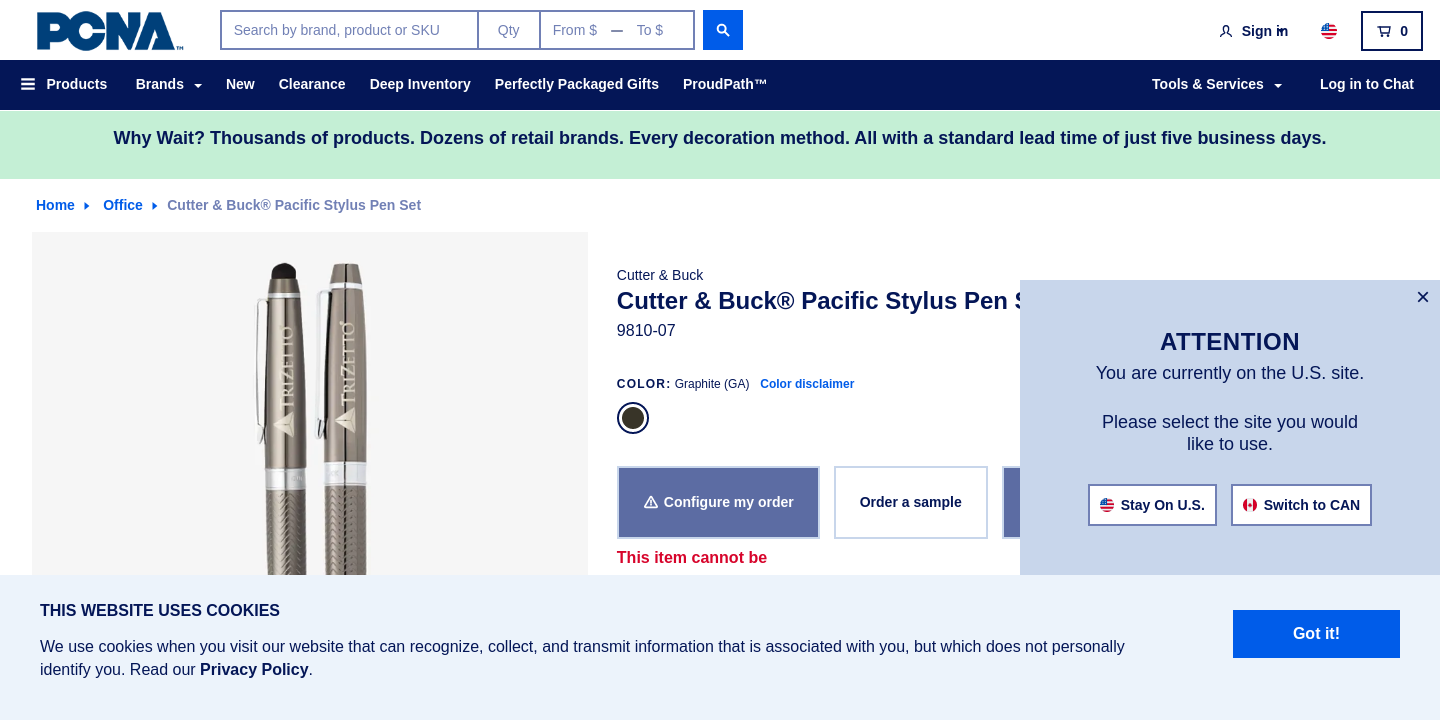 PCNA™
Search by brand, product or SKU
Qty
From $ — To $
Sign in
0
Products
Brands
New
Clearance
Deep Inventory
Perfectly Packaged Gifts
ProudPath™
Tools & Services
Log in to Chat
Why Wait? Thousands of products. Dozens of retail brands. Every decoration method. All with a standard lead time of just five business days.
Home
Office
Cutter & Buck® Pacific Stylus Pen Set
TRIZETTO
TRIZETTO
Cutter & Buck
Cutter & Buck® Pacific Stylus Pen
9810-07
COLOR: Graphite (GA) Color disclaimer
Configure my order
Order a sample
This item cannot be
×
ATTENTION
You are currently on the U.S. site.
Please select the site you would
like to use.
Stay On U.S.
Switch to CAN
THIS WEBSITE USES COOKIES
We use cookies when you visit our website that can recognize, collect, and transmit information that is associated with you, but which does not personally
identify you. Read our Privacy Policy.
Got it!